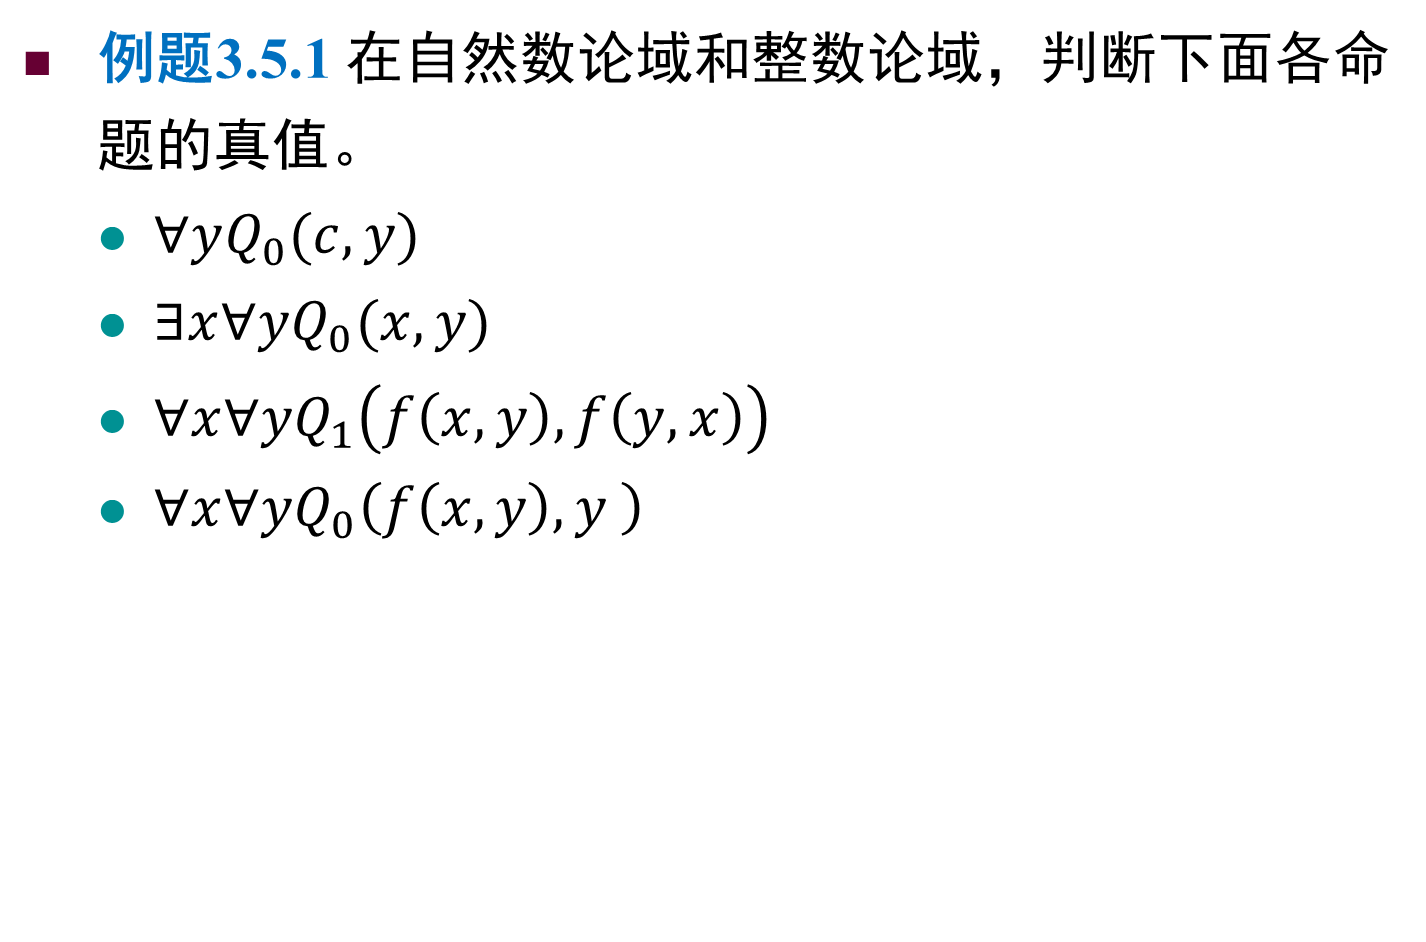 例题3.5.1 在自然数论域和整数论域，判断下面各命
题的真值。
∀yQ₀(c, y)
∃x∀yQ₀(x, y)
∀x∀yQ₁(f(x, y), f(y, x))
∀x∀yQ₀(f(x, y), y )